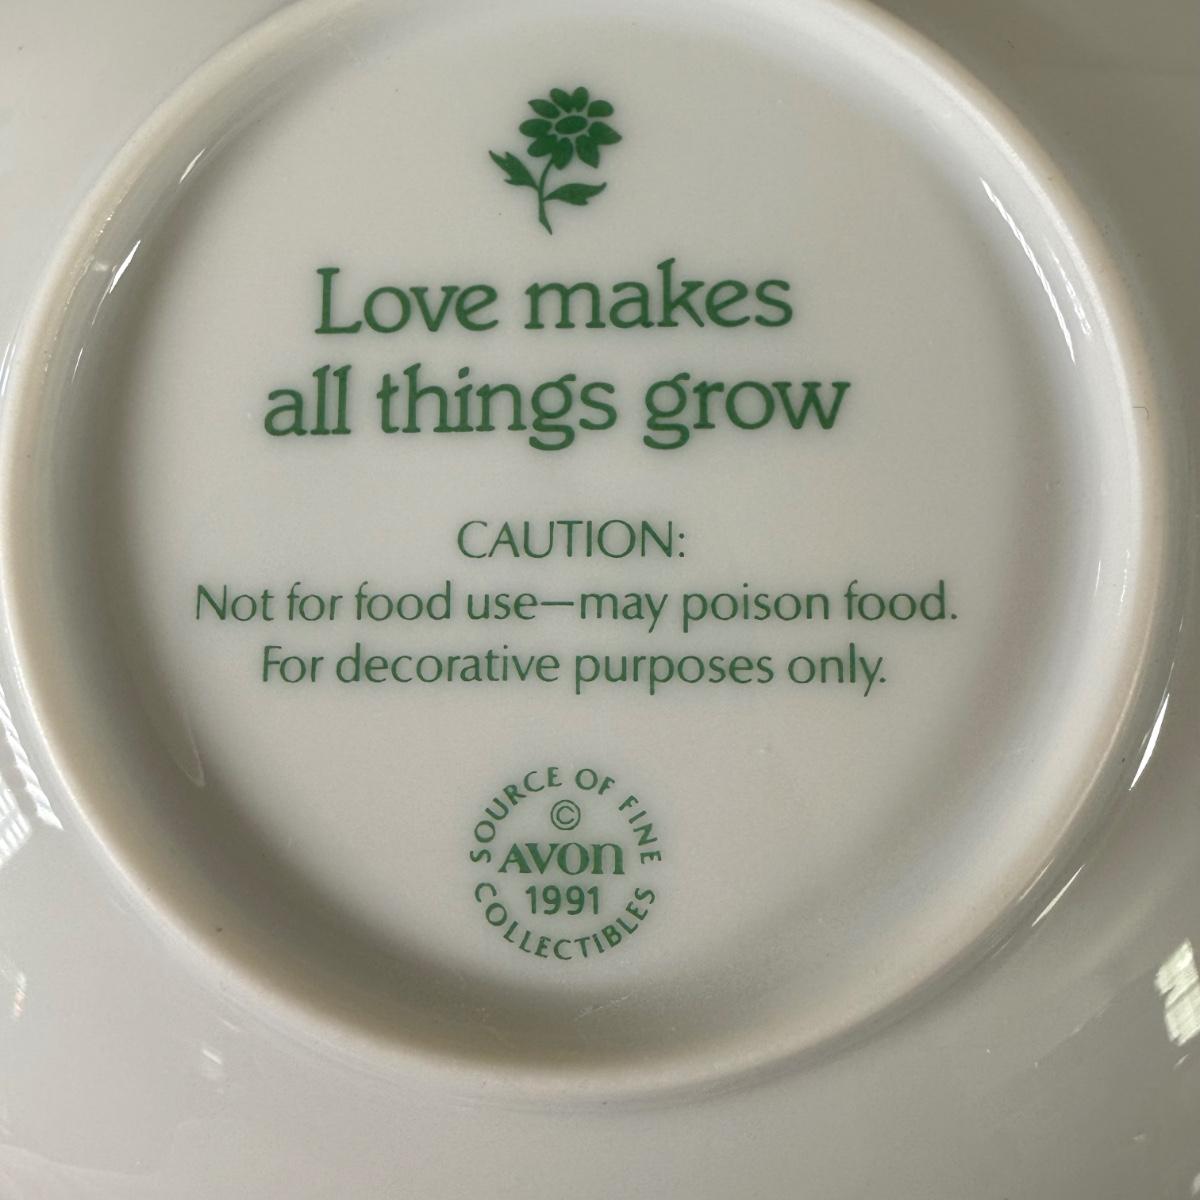 Love makes
all things grow
CAUTION:
Not for food use—may poison food.
For decorative purposes only.
SOURCE OF FINE
©
AVON
1991
COLLECTIBLES